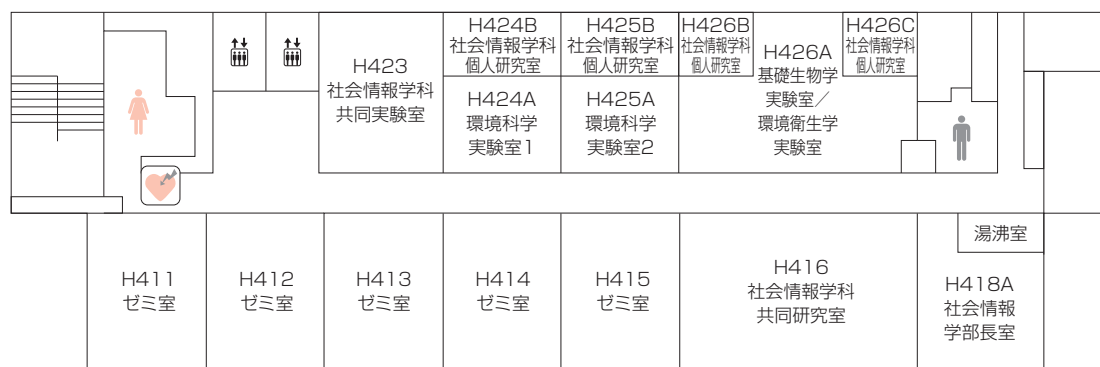 H423
社会情報学科
共同実験室
H424B
社会情報学科
個人研究室
H424A
環境科学
実験室1
H425B
社会情報学科
個人研究室
H425A
環境科学
実験室2
H426B
社会情報学科
個人研究室
H426A
基礎生物学
実験室／
環境衛生学
実験室
H426C
社会情報学科
個人研究室
H411
ゼミ室
H412
ゼミ室
H413
ゼミ室
H414
ゼミ室
H415
ゼミ室
H416
社会情報学科
共同研究室
湯沸室
H418A
社会情報
学部長室